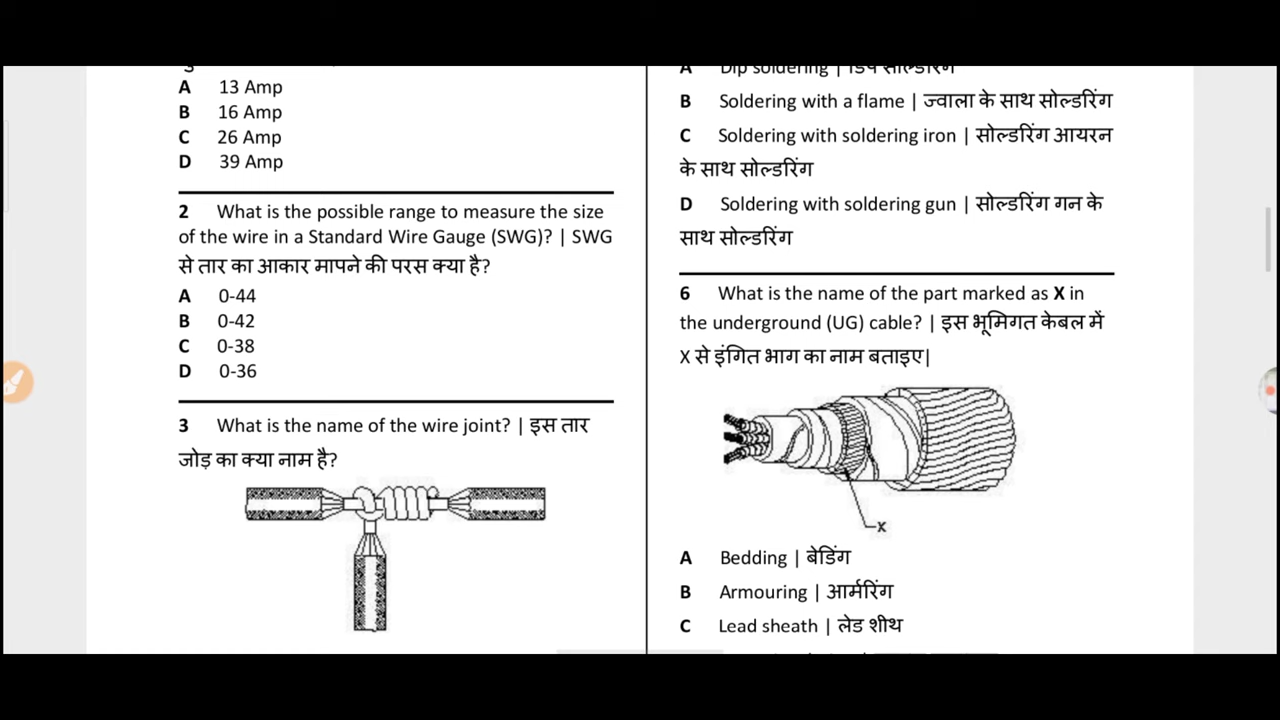 A 13 Amp
B 16 Amp
C 26 Amp
D 39 Amp
2 What is the possible range to measure the size
of the wire in a Standard Wire Gauge (SWG)? | SWG
से तार का आकार मापने की परस क्या है?
A 0-44
B 0-42
C 0-38
D 0-36
3 What is the name of the wire joint? | इस तार
जोड़ का क्या नाम है?
A Dip soldering | डिप सोल्डरिंग
B Soldering with a flame | ज्वाला के साथ सोल्डरिंग
C Soldering with soldering iron | सोल्डरिंग आयरन
के साथ सोल्डरिंग
D Soldering with soldering gun | सोल्डरिंग गन के
साथ सोल्डरिंग
6 What is the name of the part marked as X in
the underground (UG) cable? | इस भूमिगत केबल में
X से इंगित भाग का नाम बताइए|
X
A Bedding | बेडिंग
B Armouring | आर्मरिंग
C Lead sheath | लेड शीथ